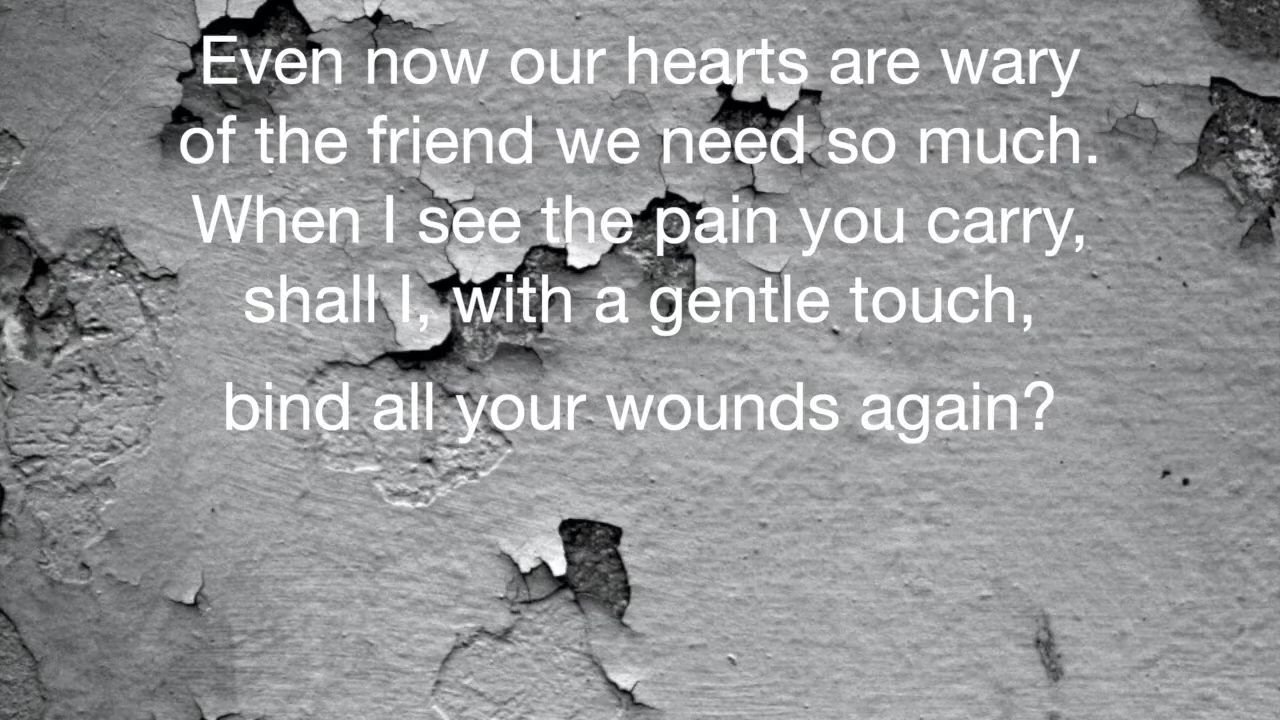 Even now our hearts are wary
of the friend we need so much.
When I see the pain you carry,
shall I, with a gentle touch,
bind all your wounds again?